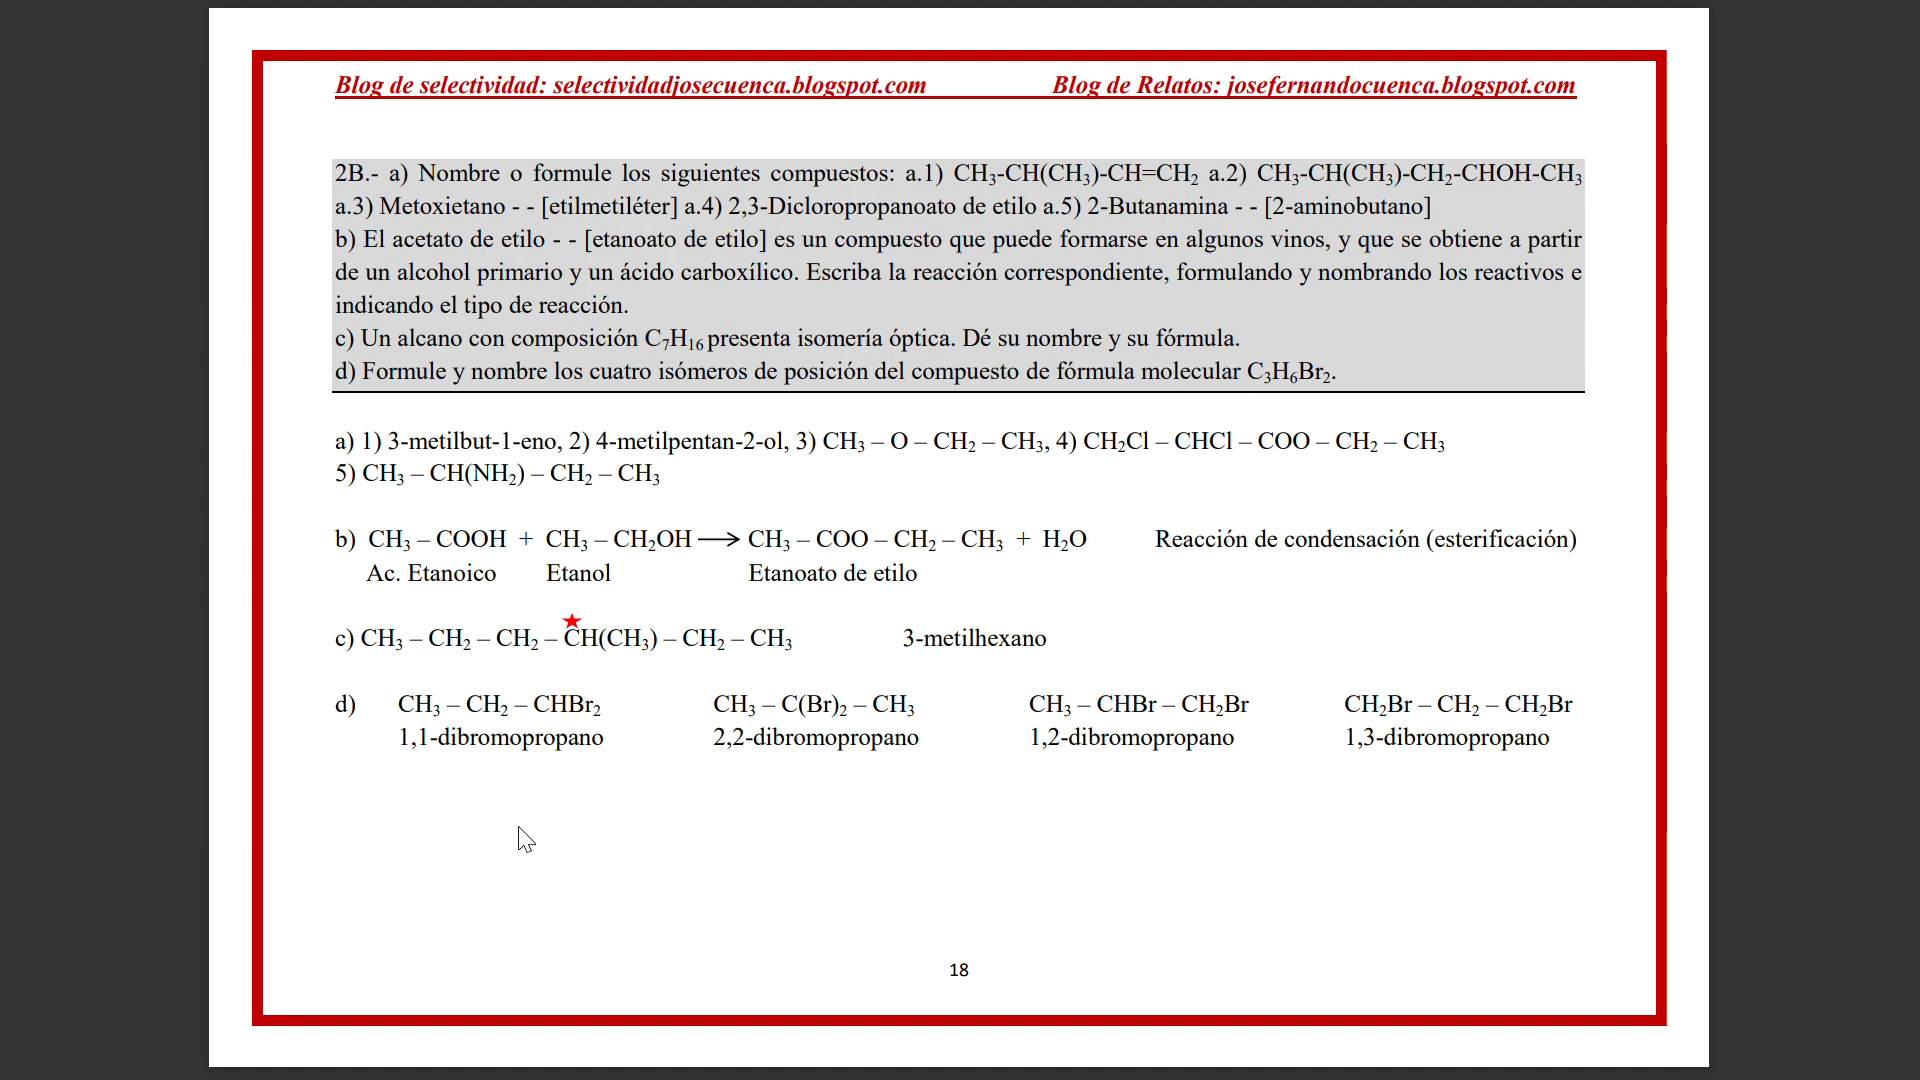 Blog de selectividad: selectividadjosecuenca.blogspot.com Blog de Relatos: josefernandocuenca.blogspot.com
2B.- a) Nombre o formule los siguientes compuestos: a.1) CH₃-CH(CH₃)-CH=CH₂ a.2) CH₃-CH(CH₃)-CH₂-CHOH-CH₃
a.3) Metoxietano - - [etilmetiléter] a.4) 2,3-Dicloropropanoato de etilo a.5) 2-Butanamina - - [2-aminobutano]
b) El acetato de etilo - - [etanoato de etilo] es un compuesto que puede formarse en algunos vinos, y que se obtiene a partir
de un alcohol primario y un ácido carboxílico. Escriba la reacción correspondiente, formulando y nombrando los reactivos e
indicando el tipo de reacción.
c) Un alcano con composición C₇H₁₆ presenta isomería óptica. Dé su nombre y su fórmula.
d) Formule y nombre los cuatro isómeros de posición del compuesto de fórmula molecular C₃H₆Br₂.
a) 1) 3-metilbut-1-eno, 2) 4-metilpentan-2-ol, 3) CH₃ – O – CH₂ – CH₃, 4) CH₂Cl – CHCl – COO – CH₂ – CH₃
5) CH₃ – CH(NH₂) – CH₂ – CH₃
b) CH₃ – COOH + CH₃ – CH₂OH ⟶ CH₃ – COO – CH₂ – CH₃ + H₂O Reacción de condensación (esterificación)
Ac. Etanoico Etanol Etanoato de etilo
c) CH₃ – CH₂ – CH₂ – CH(CH₃) – CH₂ – CH₃ 3-metilhexano
d) CH₃ – CH₂ – CHBr₂ CH₃ – C(Br)₂ – CH₃ CH₃ – CHBr – CH₂Br CH₂Br – CH₂ – CH₂Br
1,1-dibromopropano 2,2-dibromopropano 1,2-dibromopropano 1,3-dibromopropano
18